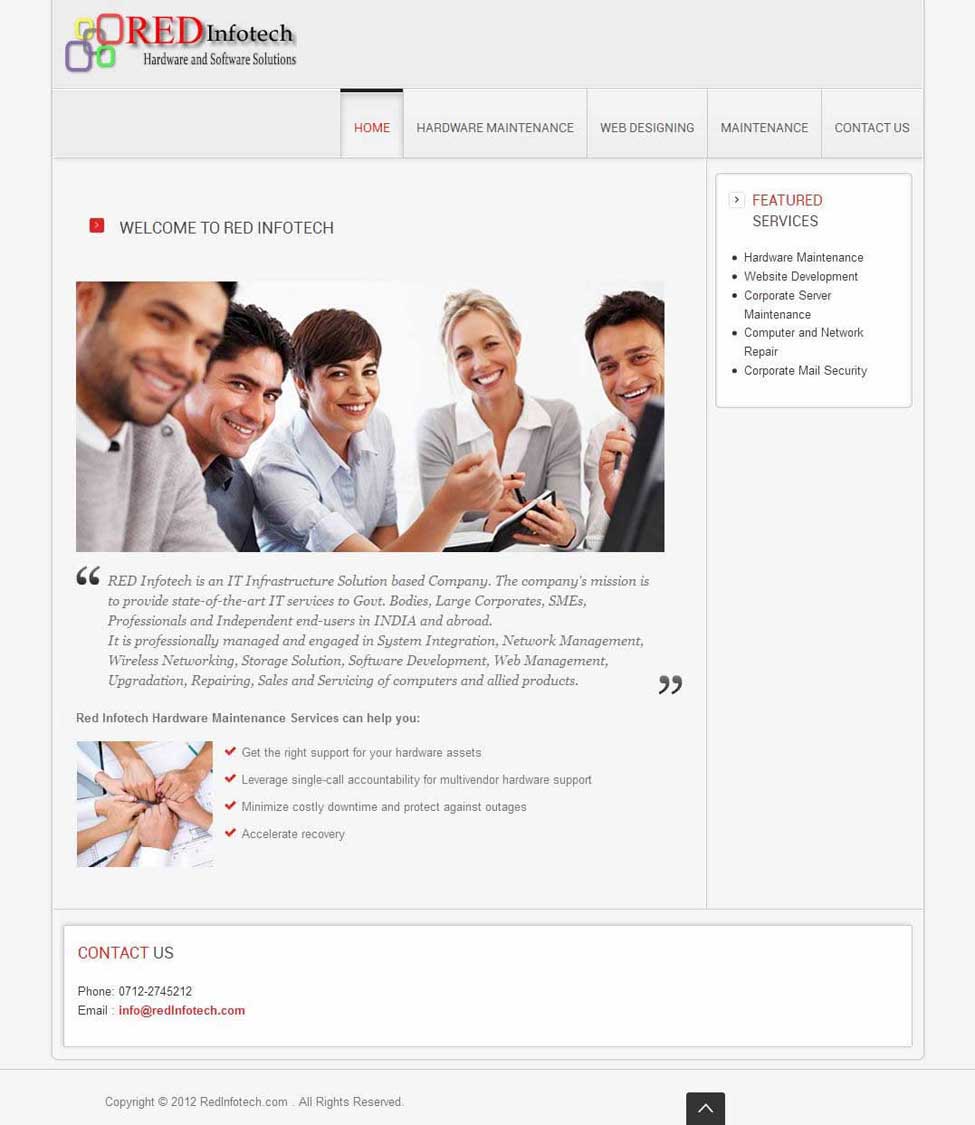 RED Infotech
Hardware and Software Solutions
HOME
HARDWARE MAINTENANCE
WEB DESIGNING
MAINTENANCE
CONTACT US
WELCOME TO RED INFOTECH
RED Infotech is an IT Infrastructure Solution based Company. The company's mission is
to provide state-of-the-art IT services to Govt. Bodies, Large Corporates, SMEs,
Professionals and Independent end-users in INDIA and abroad.
It is professionally managed and engaged in System Integration, Network Management,
Wireless Networking, Storage Solution, Software Development, Web Management,
Upgradation, Repairing, Sales and Servicing of computers and allied products.
Red Infotech Hardware Maintenance Services can help you:
Get the right support for your hardware assets
Leverage single-call accountability for multivendor hardware support
Minimize costly downtime and protect against outages
Accelerate recovery
FEATURED
SERVICES
Hardware Maintenance
Website Development
Corporate Server
Maintenance
Computer and Network
Repair
Corporate Mail Security
CONTACT US
Phone: 0712-2745212
Email : info@redInfotech.com
Copyright © 2012 RedInfotech.com . All Rights Reserved.